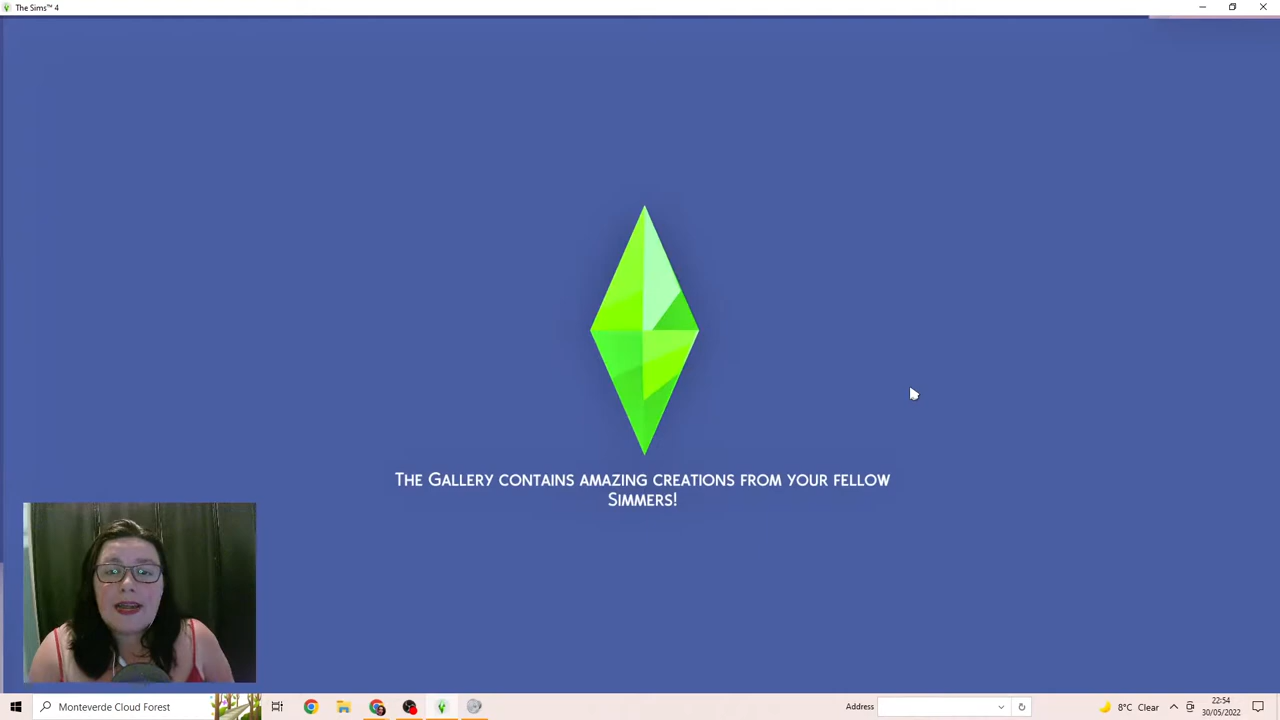 The Sims™ 4
The Gallery contains amazing creations from your fellow
Simmers!
Monteverde Cloud Forest
Address
8°C Clear
22:54
30/05/2022